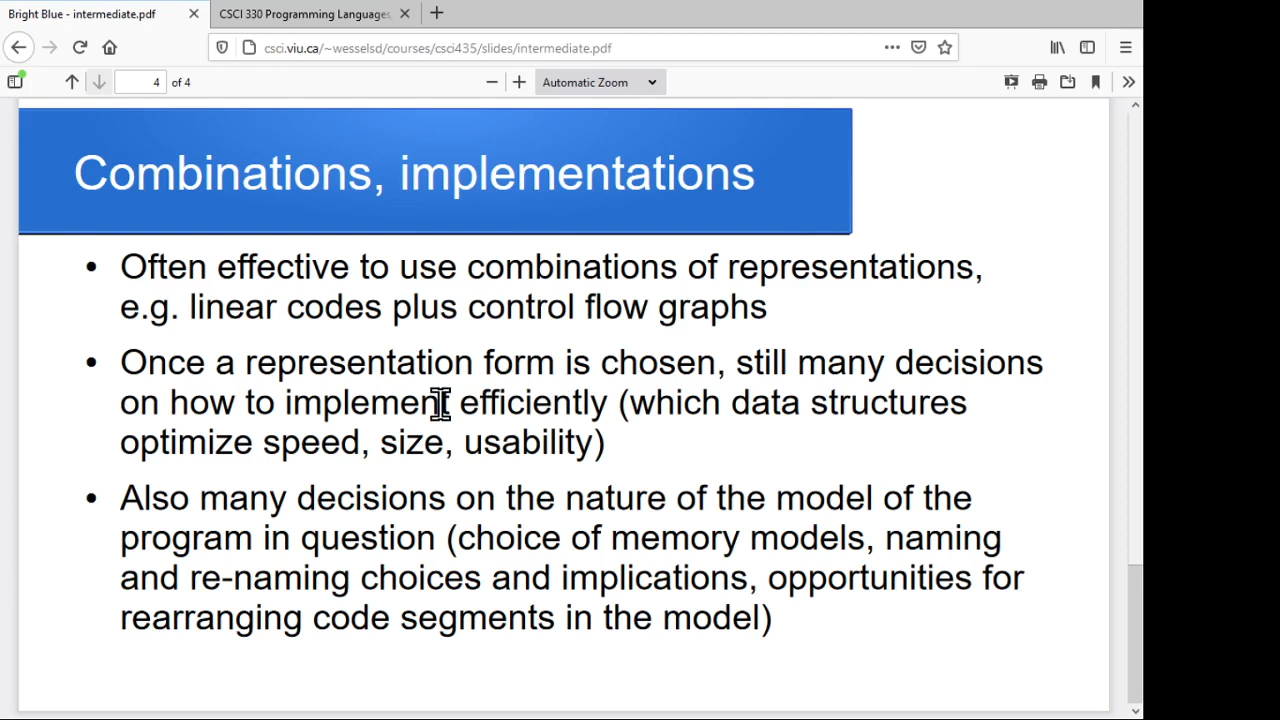 Bright Blue - intermediate.pdf
CSCI 330 Programming Languages,
csci.viu.ca/~wesselsd/courses/csci435/slides/intermediate.pdf
4 of 4
Automatic Zoom
Combinations, implementations
• Often effective to use combinations of representations,
e.g. linear codes plus control flow graphs
• Once a representation form is chosen, still many decisions
on how to implement efficiently (which data structures
optimize speed, size, usability)
• Also many decisions on the nature of the model of the
program in question (choice of memory models, naming
and re-naming choices and implications, opportunities for
rearranging code segments in the model)